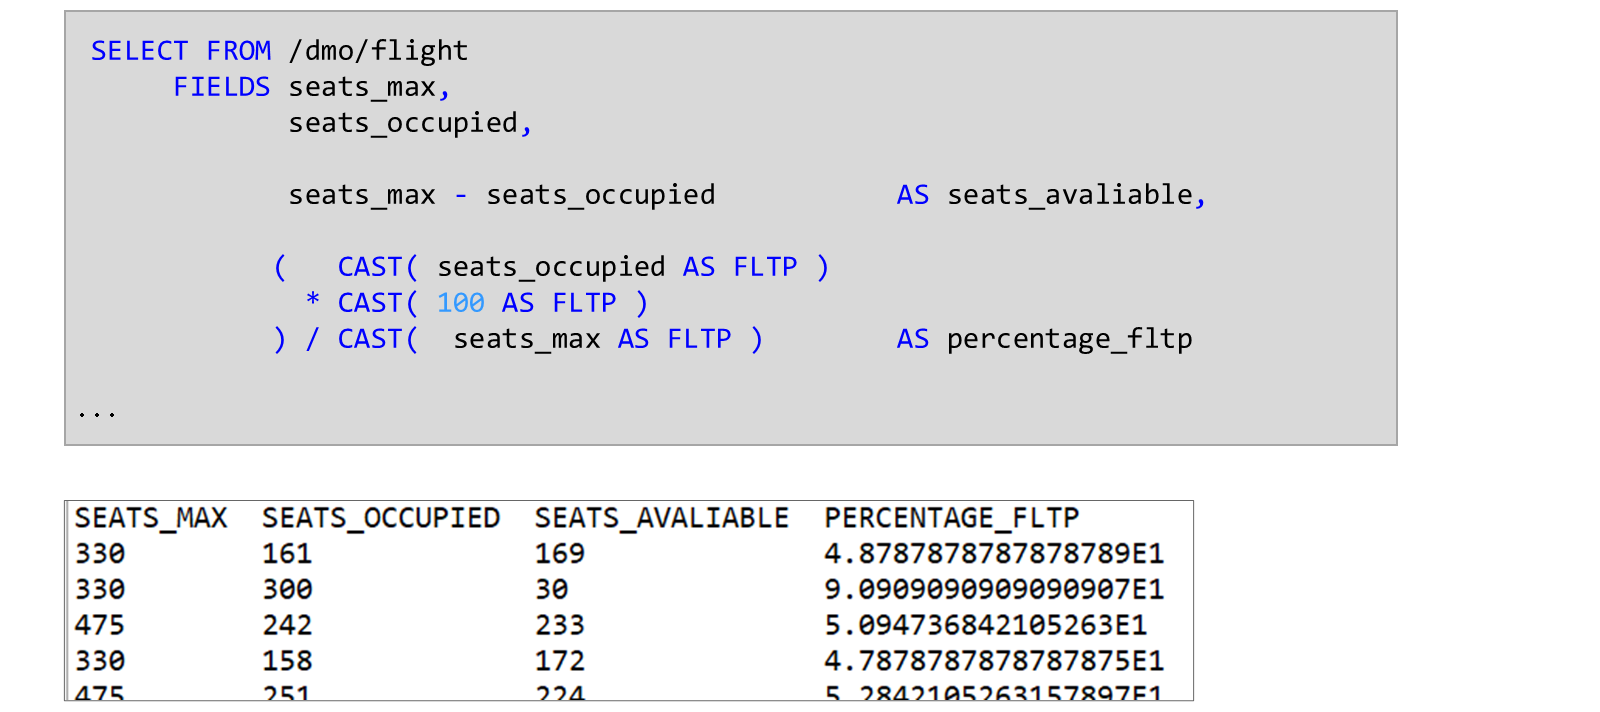 SELECT FROM /dmo/flight
FIELDS seats_max,
seats_occupied,
seats_max - seats_occupied AS seats_avaliable,
( CAST( seats_occupied AS FLTP )
* CAST( 100 AS FLTP )
) / CAST( seats_max AS FLTP ) AS percentage_fltp
...
SEATS_MAX SEATS_OCCUPIED SEATS_AVALIABLE PERCENTAGE_FLTP
330 161 169 4.8787878787878789E1
330 300 30 9.0909090909090907E1
475 242 233 5.094736842105263E1
330 158 172 4.7878787878787875E1
475 251 224 5.2842105263157897E1